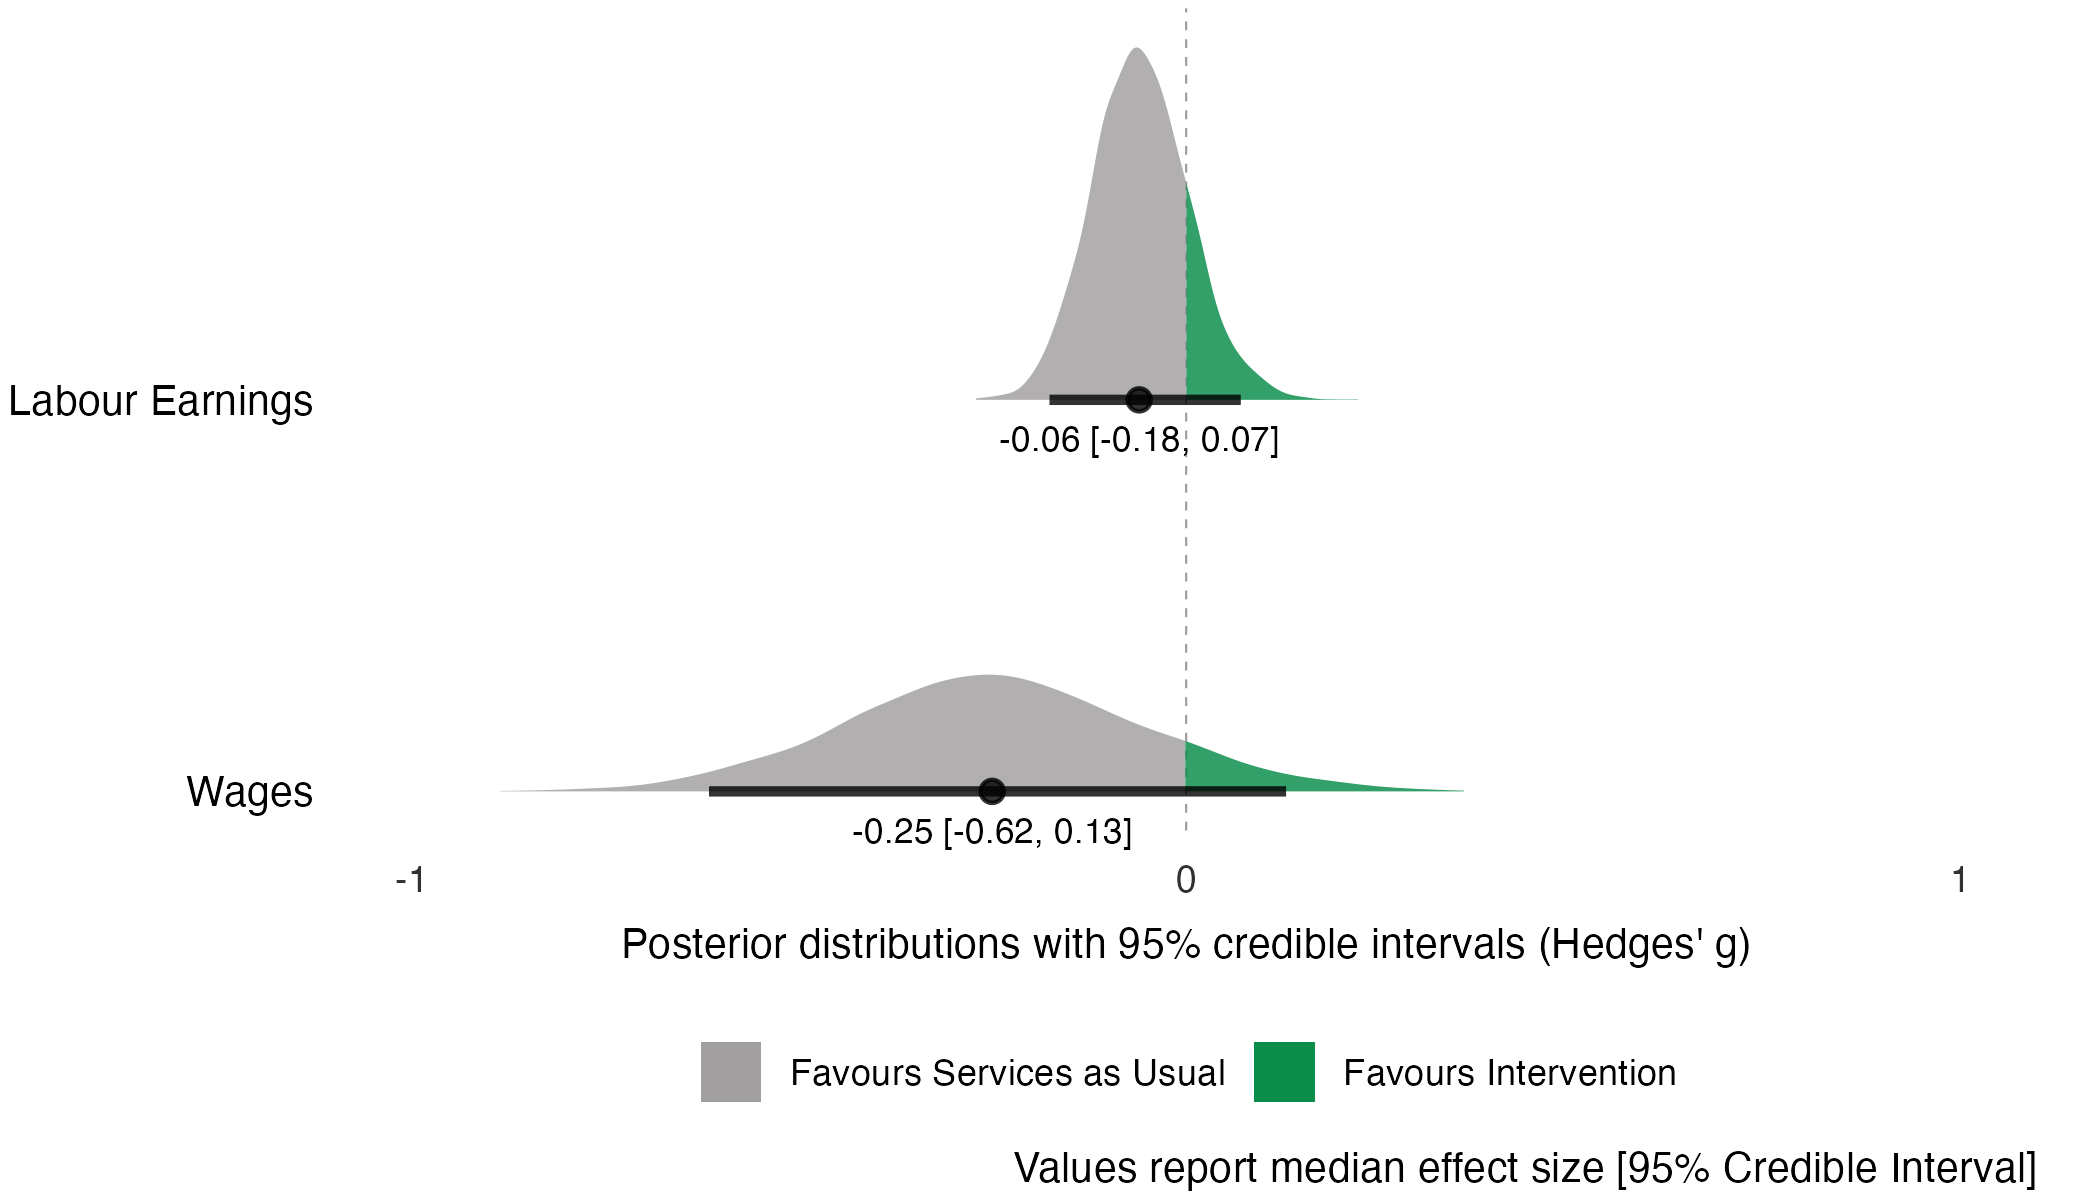 Labour Earnings
-0.06 [-0.18, 0.07]
Wages
-0.25 [-0.62, 0.13]
-1 0 1
Posterior distributions with 95% credible intervals (Hedges' g)
Favours Services as Usual Favours Intervention
Values report median effect size [95% Credible Interval]